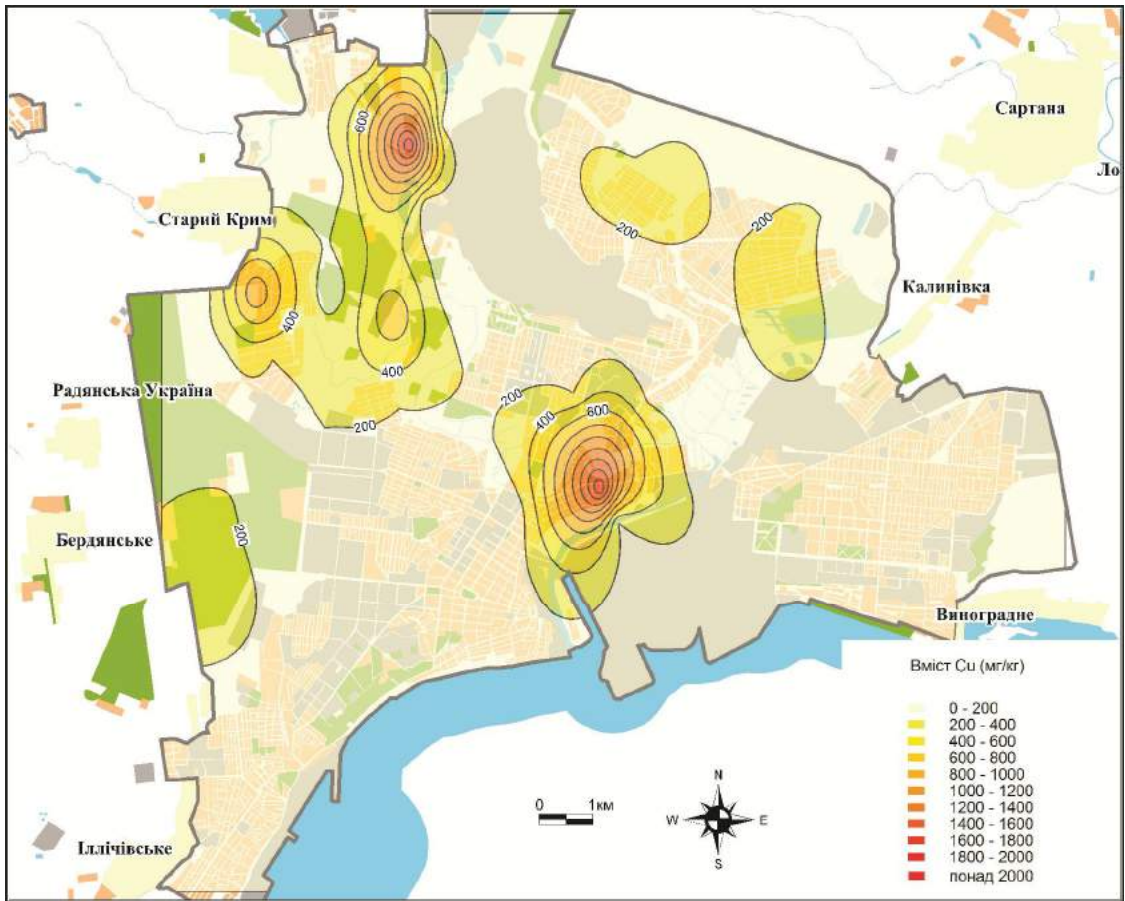 Сартана
600
Ло
Старий Крим
200
200
Калинівка
400
400
Радянська Україна
200
200
400
800
200
Бердянське
Виноградне
Вміст Cu (мг/кг)
0 - 200
200 - 400
400 - 600
600 - 800
800 - 1000
1000 - 1200
1200 - 1400
1400 - 1600
1600 - 1800
1800 - 2000
понад 2000
N
0 1км
W E
S
Іллічівське